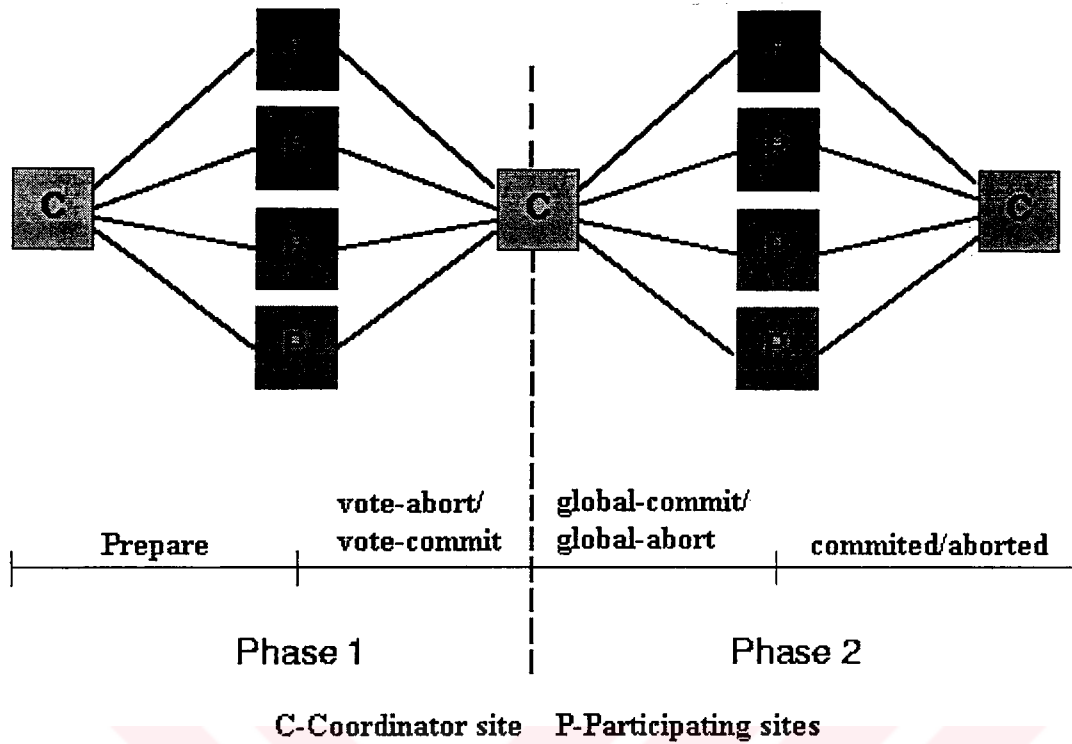 P
P
P
P
C
C
P
P
P
P
C
vote-abort/
vote-commit
global-commit/
global-abort
Prepare
commited/aborted
Phase 1
Phase 2
C-Coordinator site P-Participating sites